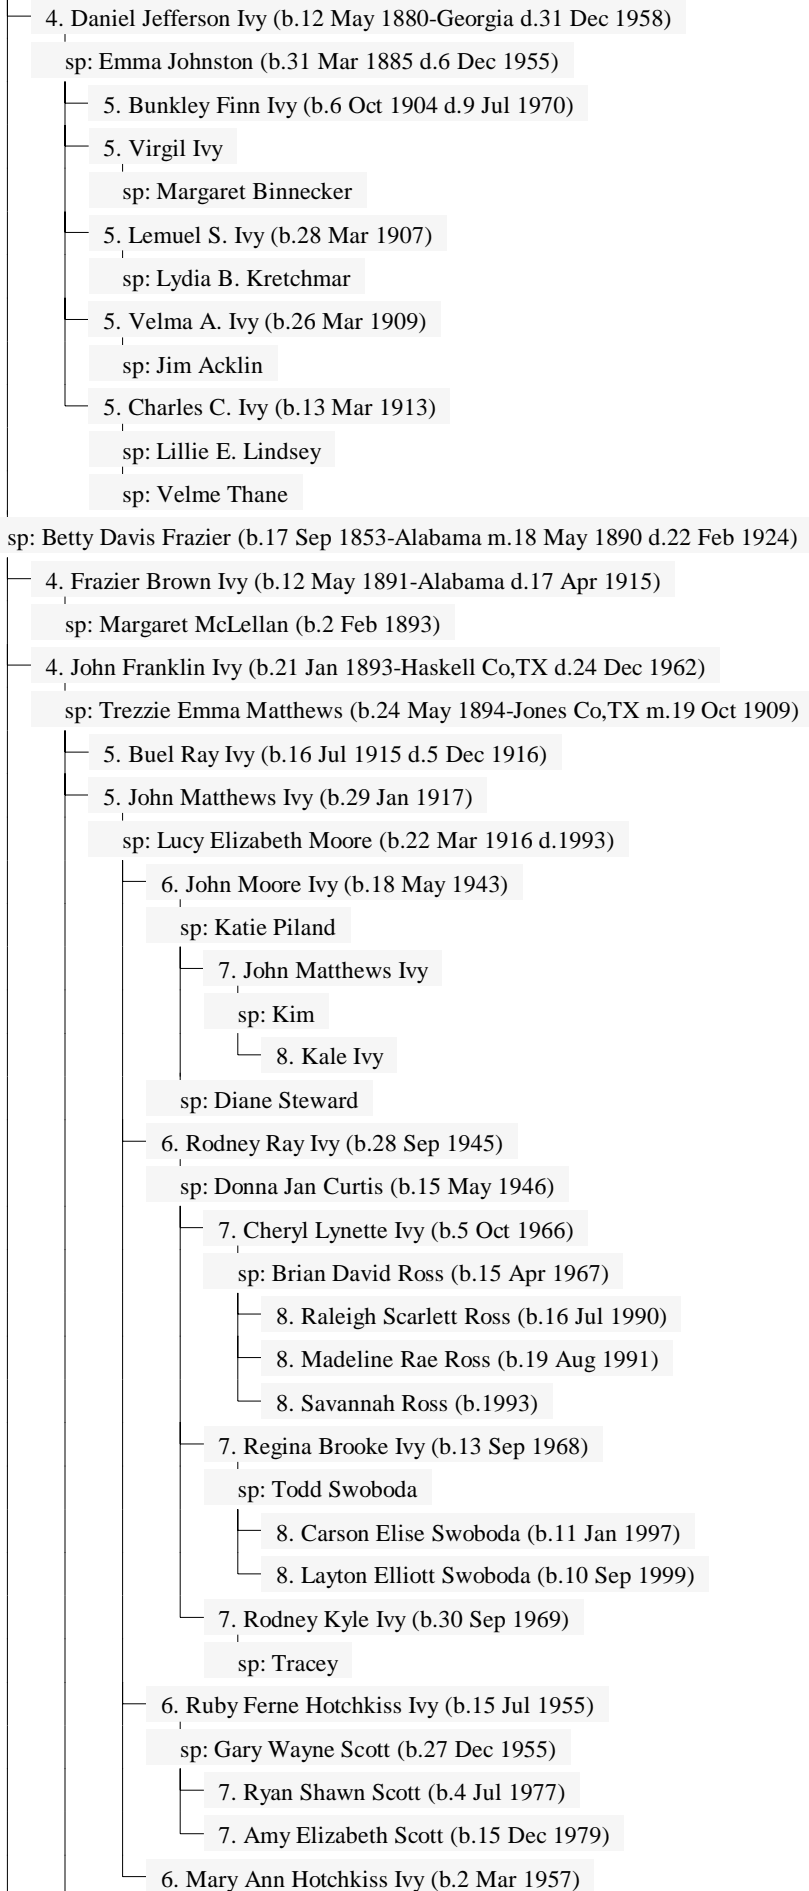 4. Daniel Jefferson Ivy (b.12 May 1880-Georgia d.31 Dec 1958)
sp: Emma Johnston (b.31 Mar 1885 d.6 Dec 1955)
5. Bunkley Finn Ivy (b.6 Oct 1904 d.9 Jul 1970)
5. Virgil Ivy
sp: Margaret Binnecker
5. Lemuel S. Ivy (b.28 Mar 1907)
sp: Lydia B. Kretchmar
5. Velma A. Ivy (b.26 Mar 1909)
sp: Jim Acklin
5. Charles C. Ivy (b.13 Mar 1913)
sp: Lillie E. Lindsey
sp: Velme Thane
sp: Betty Davis Frazier (b.17 Sep 1853-Alabama m.18 May 1890 d.22 Feb 1924)
4. Frazier Brown Ivy (b.12 May 1891-Alabama d.17 Apr 1915)
sp: Margaret McLellan (b.2 Feb 1893)
4. John Franklin Ivy (b.21 Jan 1893-Haskell Co,TX d.24 Dec 1962)
sp: Trezzie Emma Matthews (b.24 May 1894-Jones Co,TX m.19 Oct 1909)
5. Buel Ray Ivy (b.16 Jul 1915 d.5 Dec 1916)
5. John Matthews Ivy (b.29 Jan 1917)
sp: Lucy Elizabeth Moore (b.22 Mar 1916 d.1993)
6. John Moore Ivy (b.18 May 1943)
sp: Katie Piland
7. John Matthews Ivy
sp: Kim
8. Kale Ivy
sp: Diane Steward
6. Rodney Ray Ivy (b.28 Sep 1945)
sp: Donna Jan Curtis (b.15 May 1946)
7. Cheryl Lynette Ivy (b.5 Oct 1966)
sp: Brian David Ross (b.15 Apr 1967)
8. Raleigh Scarlett Ross (b.16 Jul 1990)
8. Madeline Rae Ross (b.19 Aug 1991)
8. Savannah Ross (b.1993)
7. Regina Brooke Ivy (b.13 Sep 1968)
sp: Todd Swoboda
8. Carson Elise Swoboda (b.11 Jan 1997)
8. Layton Elliott Swoboda (b.10 Sep 1999)
7. Rodney Kyle Ivy (b.30 Sep 1969)
sp: Tracey
6. Ruby Ferne Hotchkiss Ivy (b.15 Jul 1955)
sp: Gary Wayne Scott (b.27 Dec 1955)
7. Ryan Shawn Scott (b.4 Jul 1977)
7. Amy Elizabeth Scott (b.15 Dec 1979)
6. Mary Ann Hotchkiss Ivy (b.2 Mar 1957)